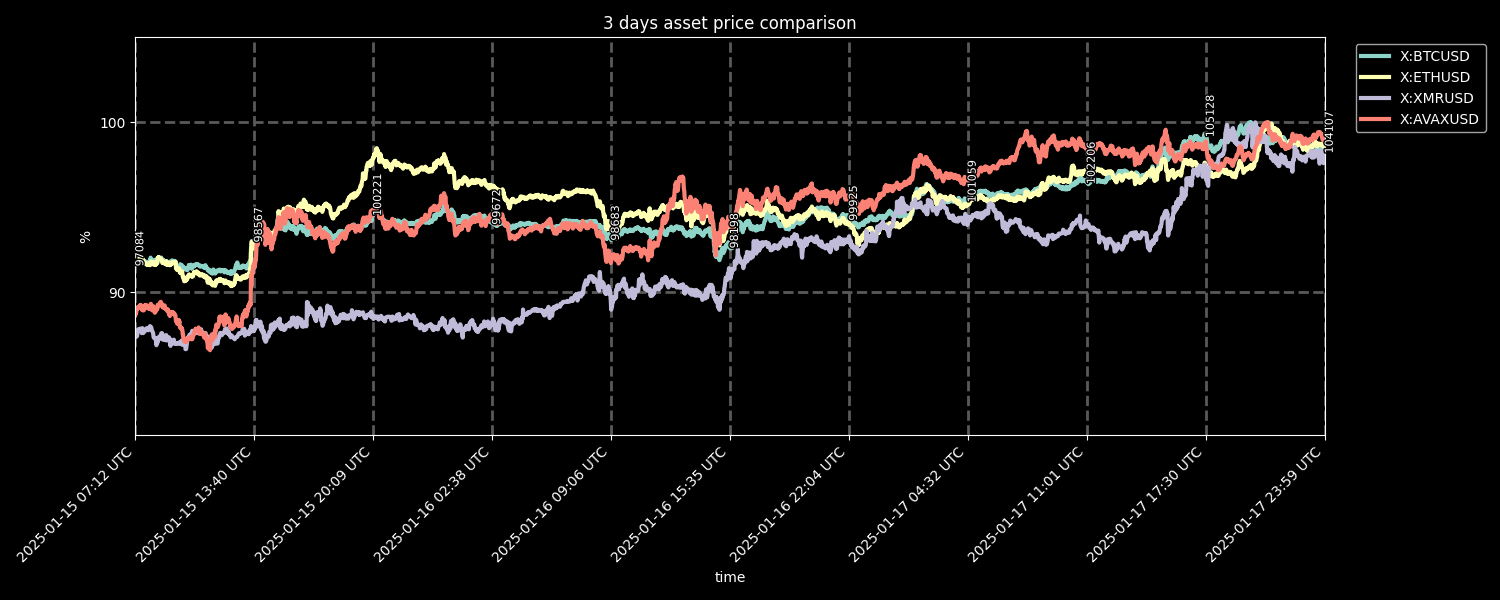 3 days asset price comparison
X:BTCUSD
X:ETHUSD
X:XMRUSD
X:AVAXUSD
100
90
%
97084
98567
100221
99672
98683
98198
99925
101059
102206
105128
104107
2025-01-15 07:12 UTC
2025-01-15 13:40 UTC
2025-01-15 20:09 UTC
2025-01-16 02:38 UTC
2025-01-16 09:06 UTC
2025-01-16 15:35 UTC
2025-01-16 22:04 UTC
2025-01-17 04:32 UTC
2025-01-17 11:01 UTC
2025-01-17 17:30 UTC
2025-01-17 23:59 UTC
time